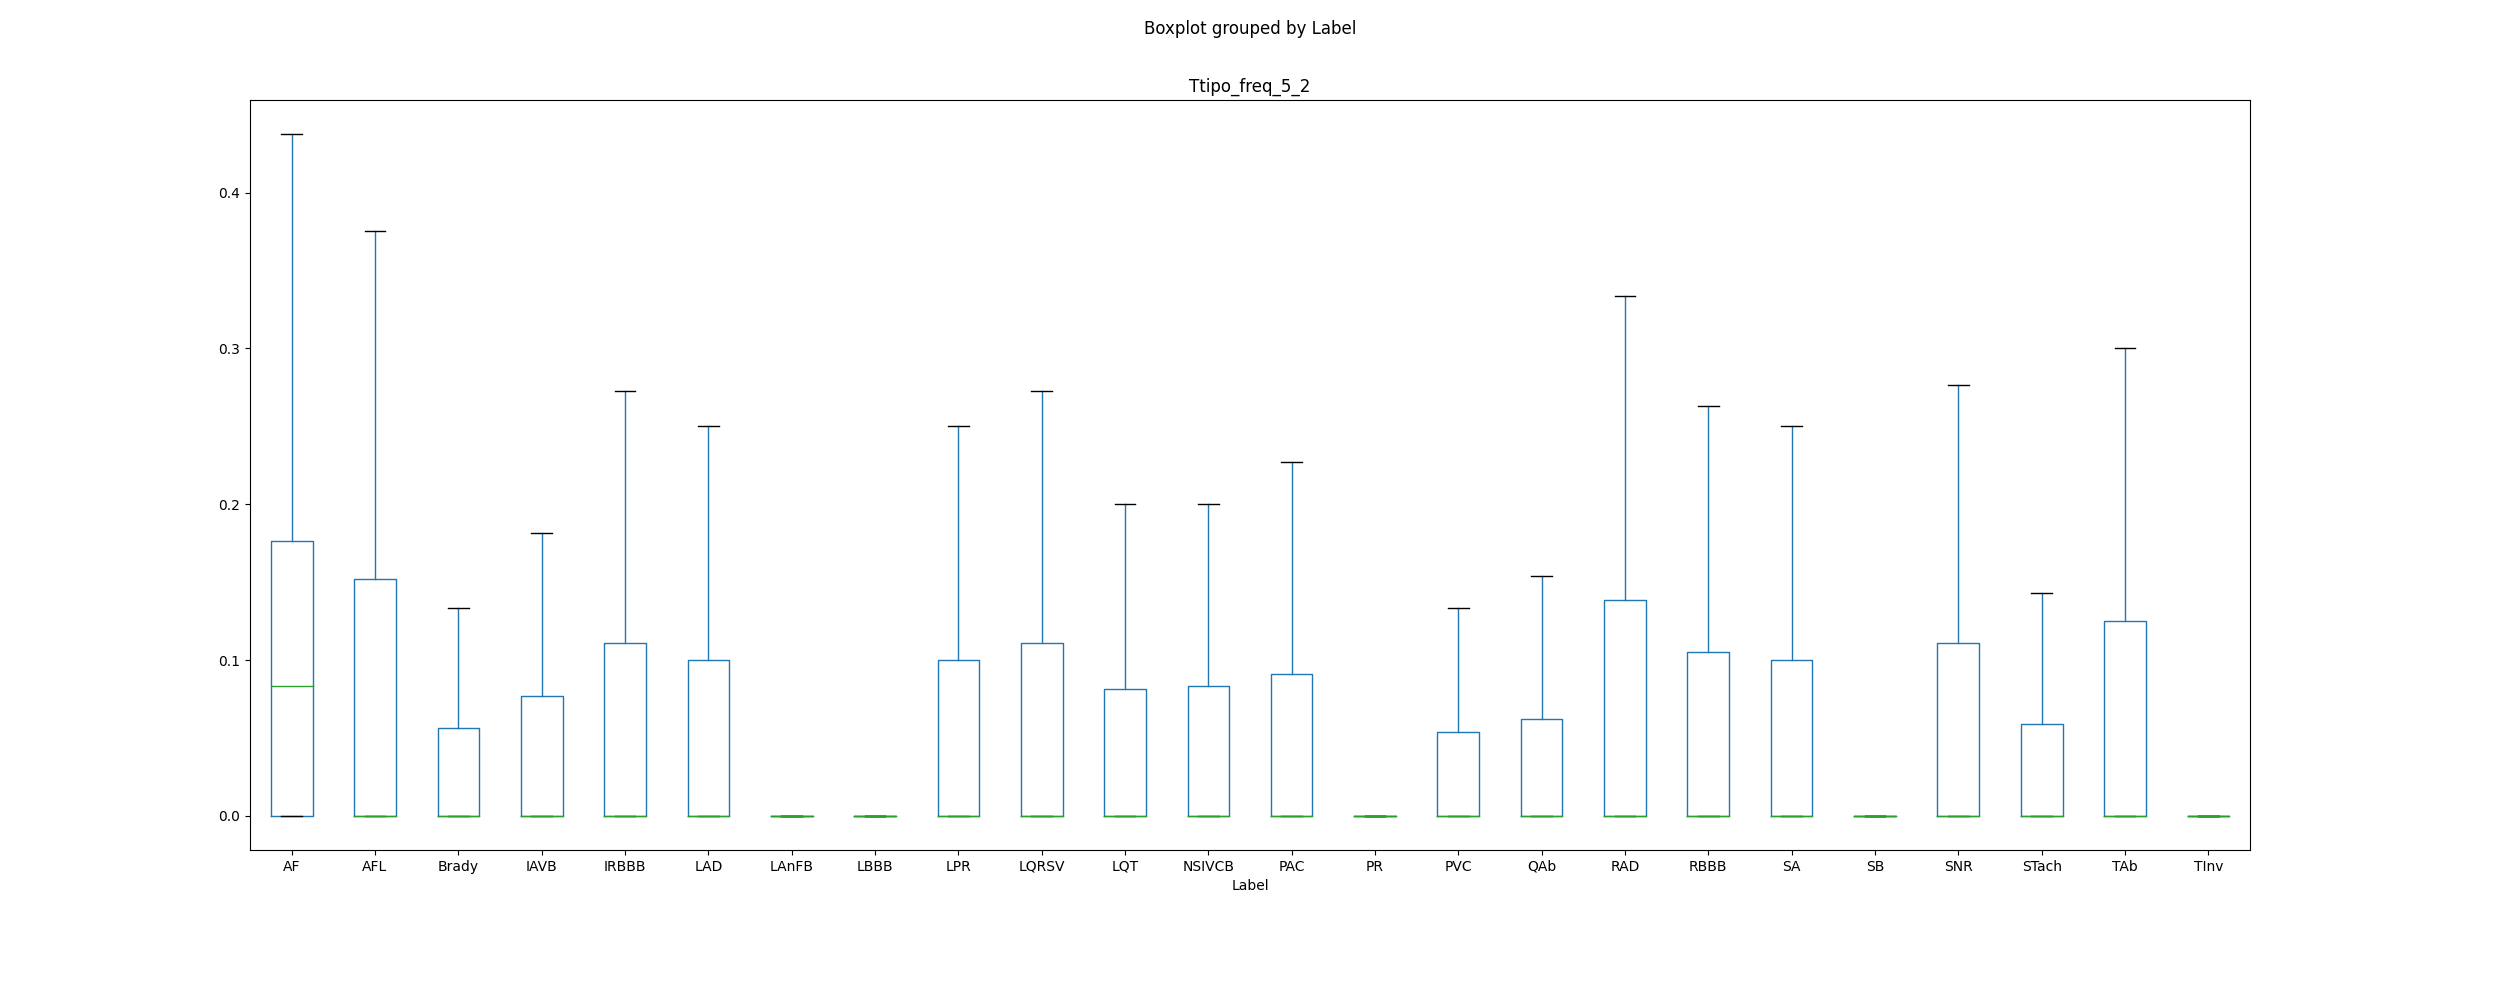 Boxplot grouped by Label
Ttipo_freq_5_2
0.4
0.3
0.2
0.1
0.0
AF AFL Brady IAVB IRBBB LAD LAnFB LBBB LPR LQRSV LQT NSIVCB PAC PR PVC QAb RAD RBBB SA SB SNR STach TAb TInv
Label